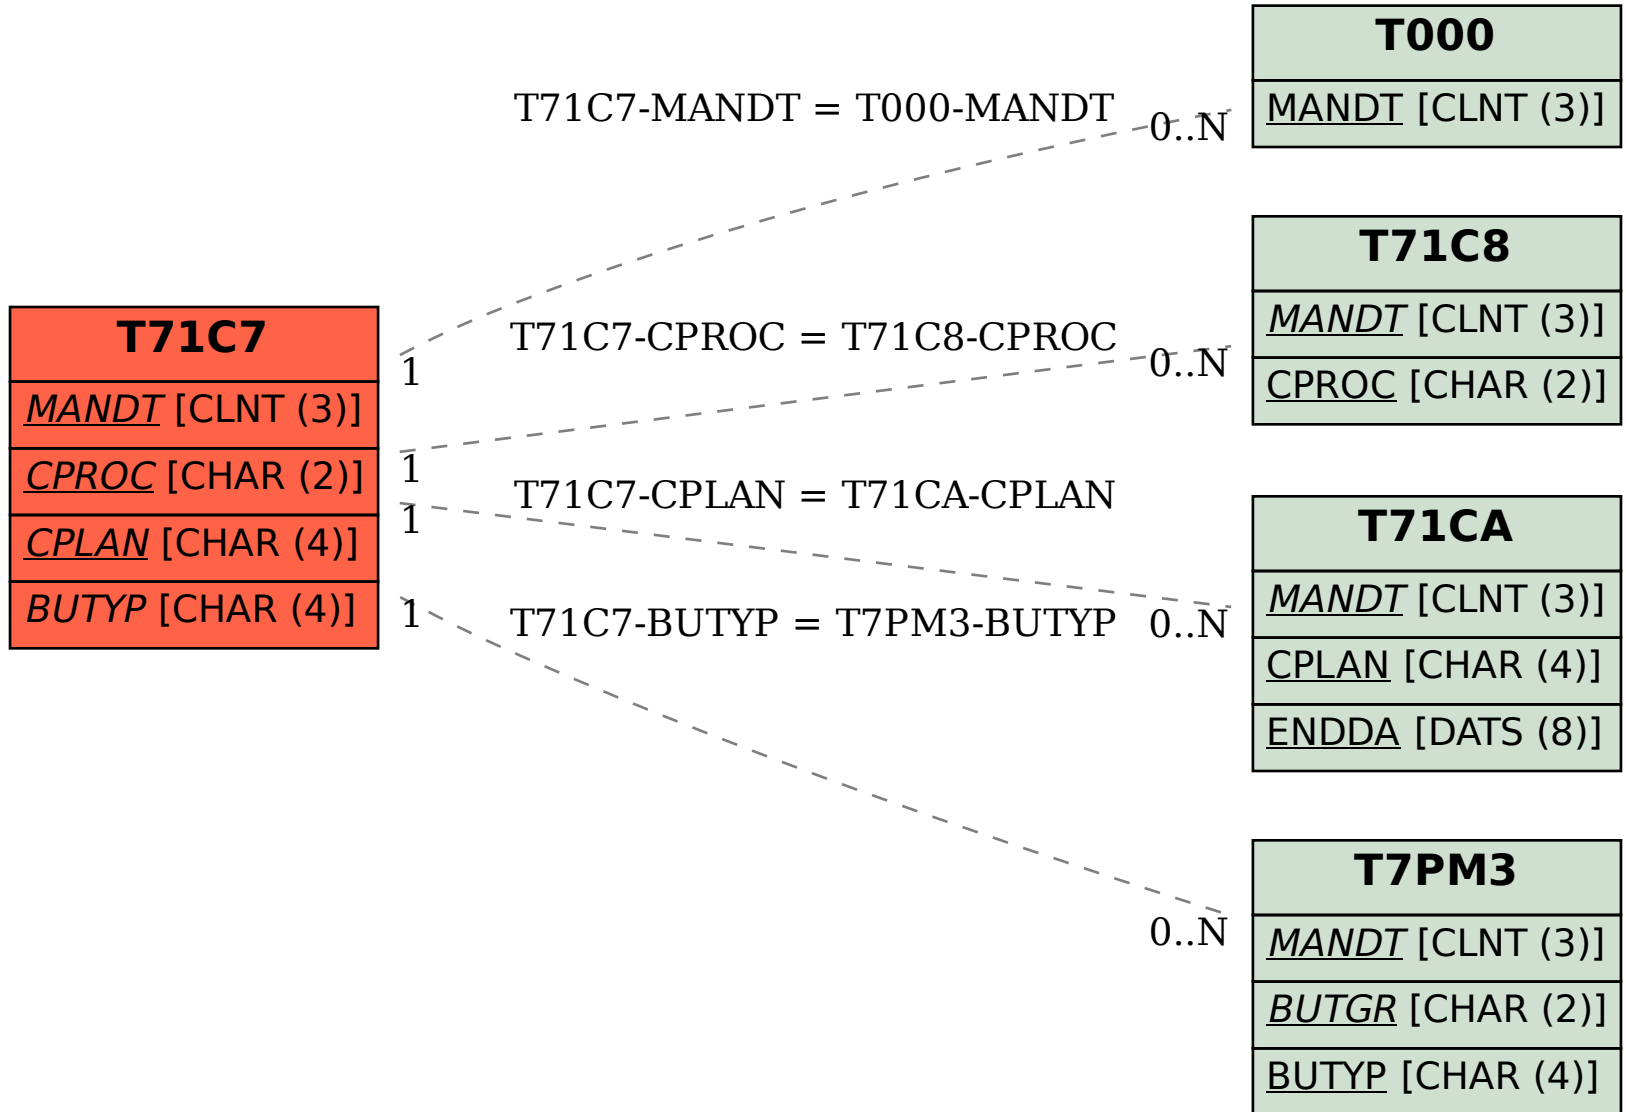 T71C7
MANDT [CLNT (3)]
CPROC [CHAR (2)]
CPLAN [CHAR (4)]
BUTYP [CHAR (4)]
T71C7-MANDT = T000-MANDT
0..N
1
T71C7-CPROC = T71C8-CPROC
0..N
1
T71C7-CPLAN = T71CA-CPLAN
0..N
1
T71C7-BUTYP = T7PM3-BUTYP
0..N
1
T000
MANDT [CLNT (3)]
T71C8
MANDT [CLNT (3)]
CPROC [CHAR (2)]
T71CA
MANDT [CLNT (3)]
CPLAN [CHAR (4)]
ENDDA [DATS (8)]
T7PM3
MANDT [CLNT (3)]
BUTGR [CHAR (2)]
BUTYP [CHAR (4)]